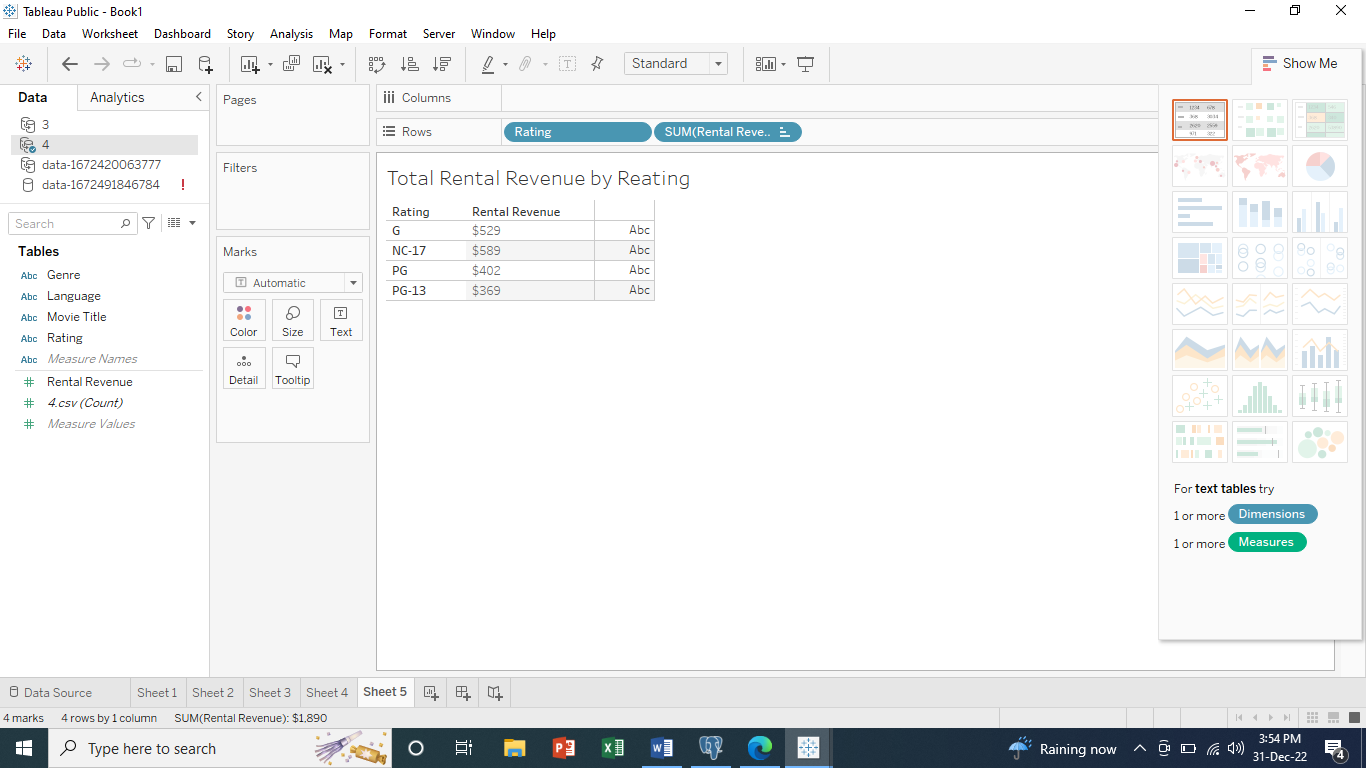 Tableau Public - Book1
File Data Worksheet Dashboard Story Analysis Map Format Server Window Help
Standard
Show Me
Data Analytics
Pages
Columns
Rows Rating SUM(Rental Reve..
3
4
data-1672420063777
data-1672491846784 !
Filters
Search
Tables
Abc Genre
Abc Language
Abc Movie Title
Abc Rating
Abc Measure Names
# Rental Revenue
# 4.csv (Count)
# Measure Values
Marks
T Automatic
Color Size Text
Detail Tooltip
Total Rental Revenue by Reating
Rating Rental Revenue
G $529 Abc
NC-17 $589 Abc
PG $402 Abc
PG-13 $369 Abc
For text tables try
1 or more Dimensions
1 or more Measures
Data Source Sheet 1 Sheet 2 Sheet 3 Sheet 4 Sheet 5
4 marks 4 rows by 1 column SUM(Rental Revenue): $1,890
Type here to search
Raining now
3:54 PM
31-Dec-22
4